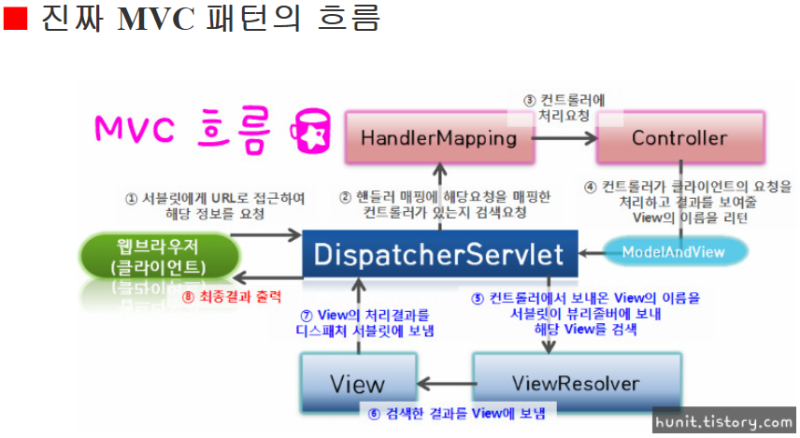 ■ 진짜 MVC 패턴의 흐름
MVC 흐름
③ 컨트롤러에
처리요청
HandlerMapping
Controller
① 서블릿에게 URL로 접근하여
해당 정보를 요청
② 핸들러 매핑에 해당요청을 매핑한
컨트롤러가 있는지 검색요청
④ 컨트롤러가 클라이언트의 요청을
처리하고 결과를 보여줄
View의 이름을 리턴
웹브라우저
(클라이언트)
DispatcherServlet
ModelAndView
⑧ 최종결과 출력
⑦ View의 처리결과를
디스패처 서블릿에 보냄
⑤ 컨트롤러에서 보내온 View의 이름을
서블릿이 뷰리졸버에 보내
해당 View를 검색
View
ViewResolver
⑥ 검색한 결과를 View에 보냄
hunit.tistory.com